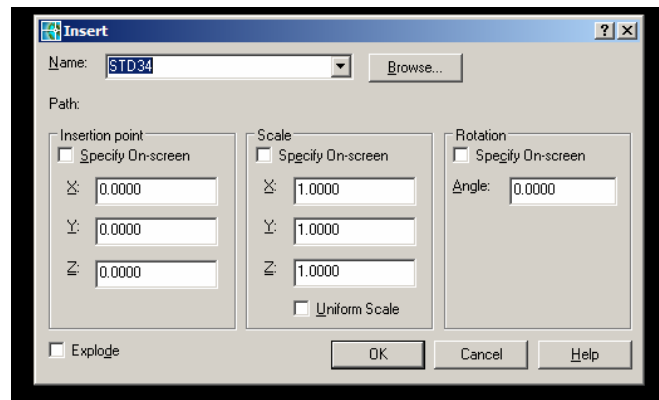 Insert
Name: STD34 Browse...
Path:
Insertion point Scale Rotation
Specify On-screen Specify On-screen Specify On-screen
X: 0.0000 X: 1.0000 Angle: 0.0000
Y: 0.0000 Y: 1.0000
Z: 0.0000 Z: 1.0000
Uniform Scale
Explode OK Cancel Help